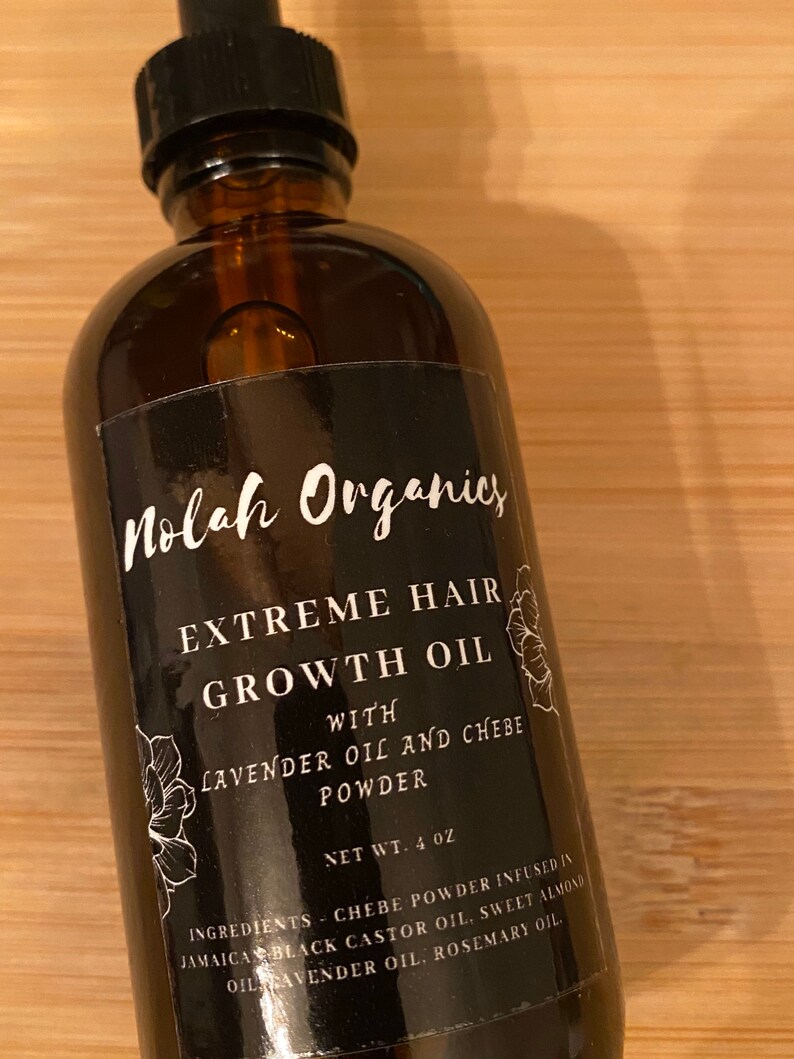 Nolah Organics
EXTREME HAIR
GROWTH OIL
WITH
LAVENDER OIL AND CHEBE
POWDER
NET WT. 4 OZ
INGREDIENTS - CHEBE POWDER INFUSED IN
JAMAICAN BLACK CASTOR OIL, SWEET ALMOND
OIL, LAVENDER OIL, ROSEMARY OIL,